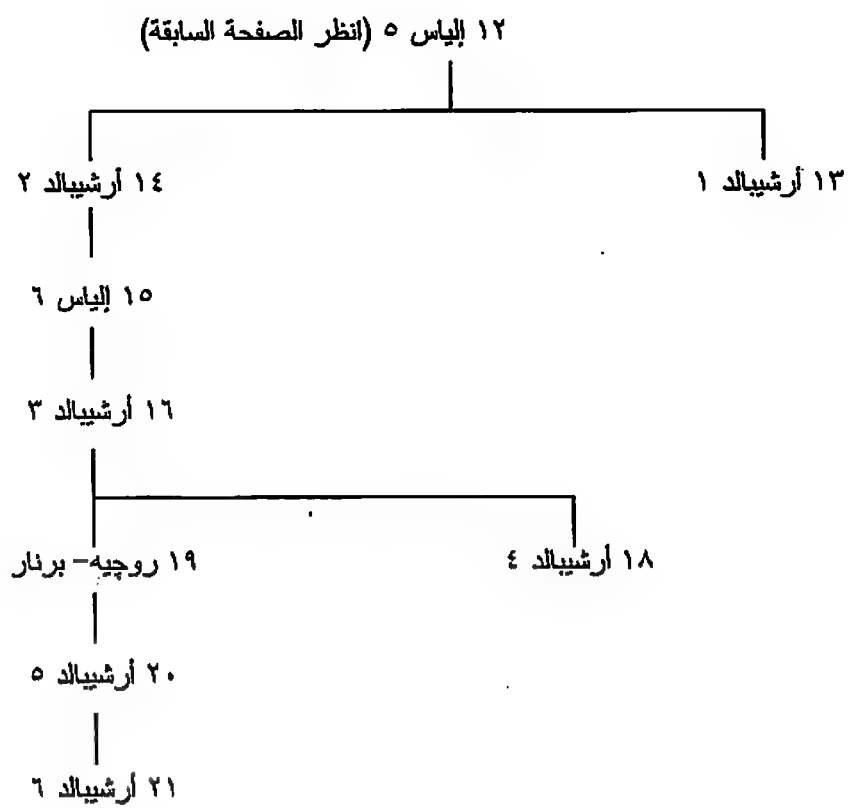 ١٢ إلياس ٥ (انظر الصفحة السابقة)
١٣ أرشيبالد ١
١٤ أرشيبالد ٢
١٥ إلياس ٦
١٦ أرشيبالد ٣
١٨ أرشيبالد ٤
١٩ روجيه– برنار
٢٠ أرشيبالد ٥
٢١ أرشيبالد ٦